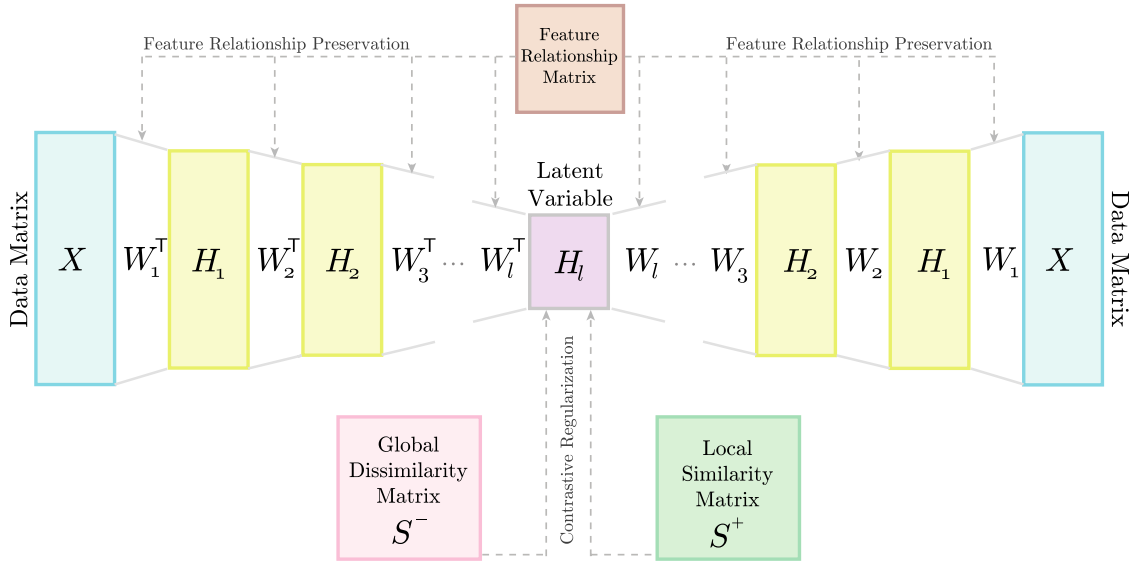 Feature
Relationship
Matrix
Feature Relationship Preservation
Feature Relationship Preservation
Latent
Variable
Data Matrix
X W₁ᵀ H₁ W₂ᵀ H₂ W₃ᵀ ··· Wₗᵀ Hₗ Wₗ ··· W₃ H₂ W₂ H₁ W₁ X
Data Matrix
Contrastive Regularization
Global
Dissimilarity
Matrix
S⁻
Local
Similarity
Matrix
S⁺